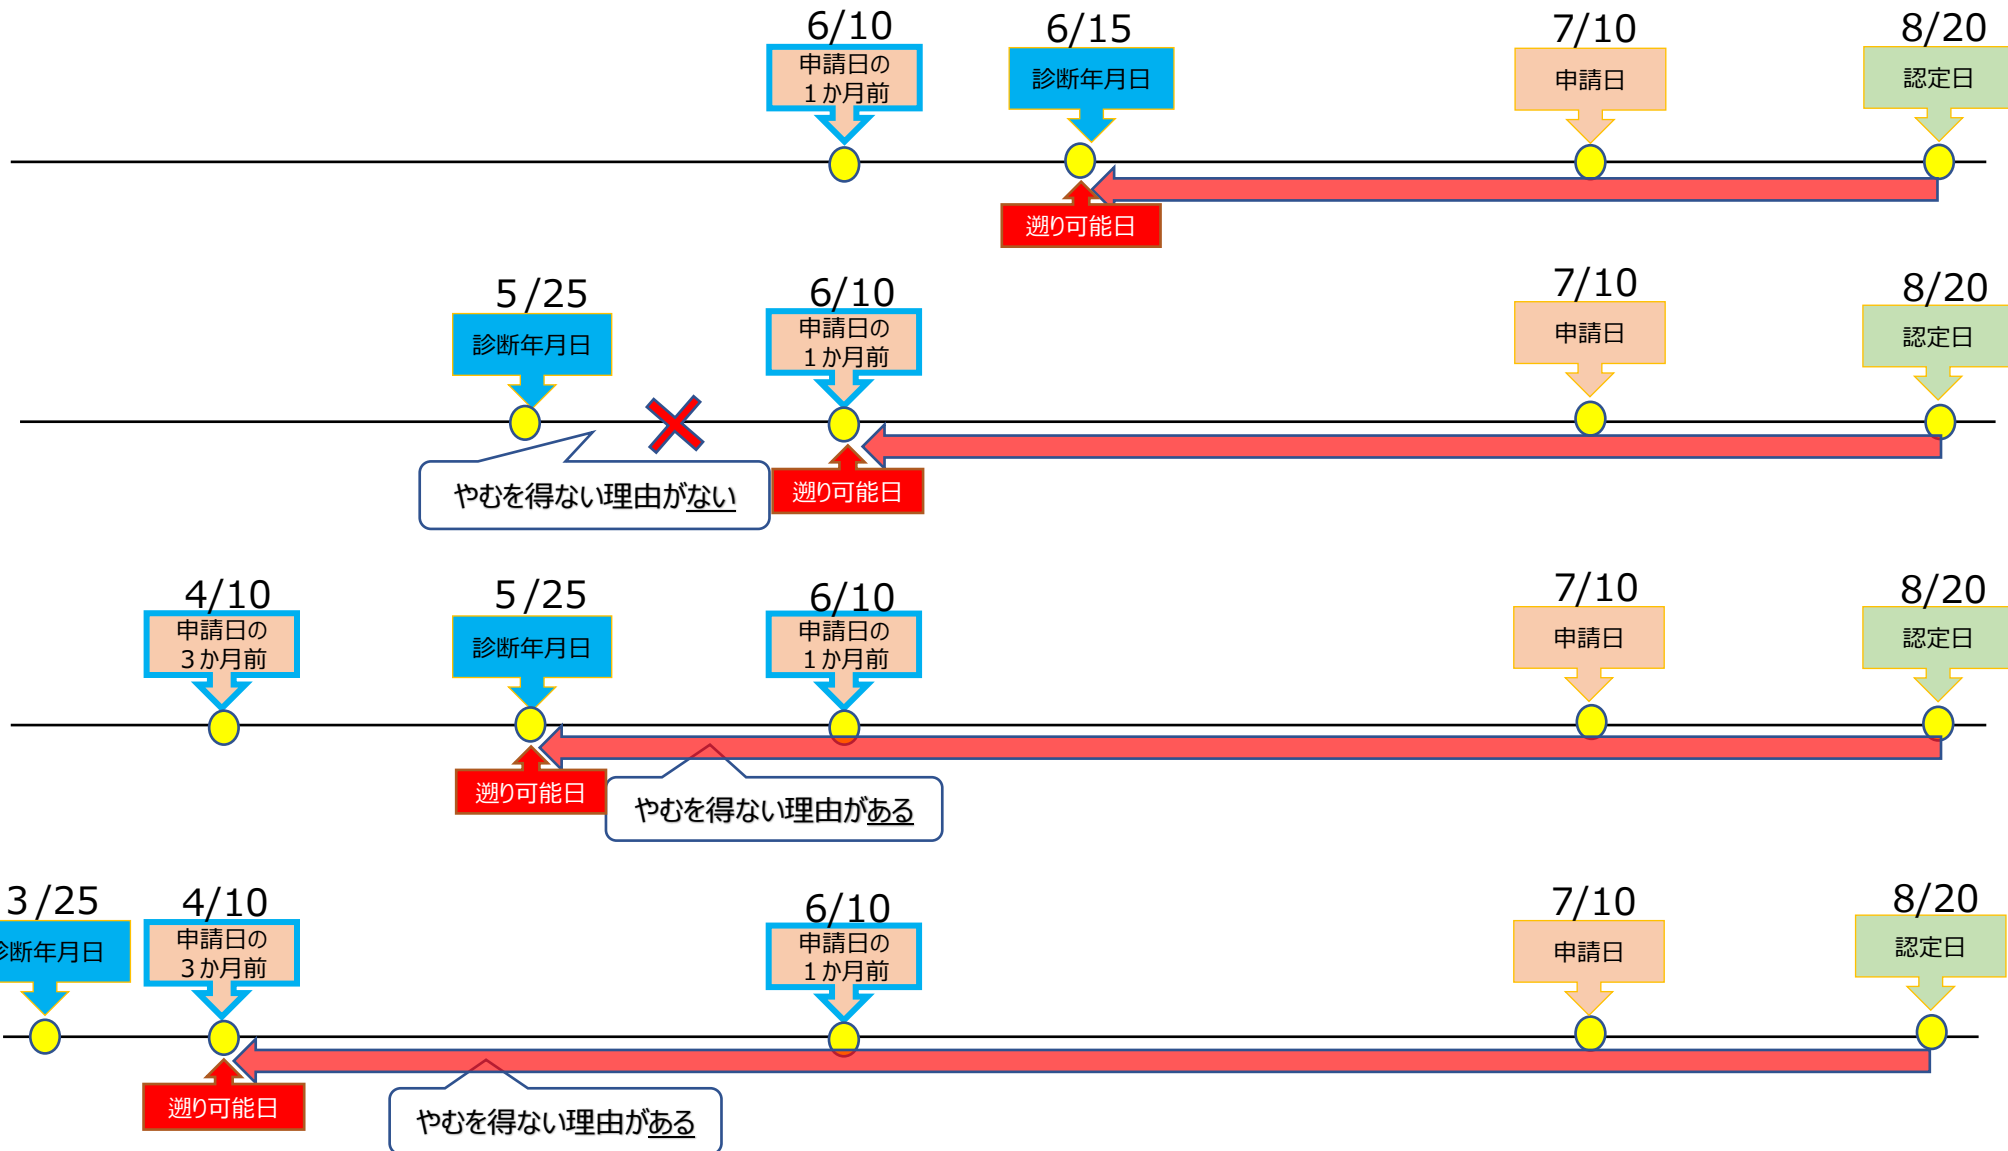 6/10
6/15
7/10
8/20
申請日の
１か月前
診断年月日
申請日
認定日
遡り可能日
5/25
6/10
7/10
8/20
診断年月日
申請日の
１か月前
申請日
認定日
やむを得ない理由がない
遡り可能日
4/10
5/25
6/10
7/10
8/20
申請日の
３か月前
診断年月日
申請日の
１か月前
申請日
認定日
遡り可能日
やむを得ない理由がある
3/25
4/10
6/10
7/10
8/20
診断年月日
申請日の
３か月前
申請日の
１か月前
申請日
認定日
遡り可能日
やむを得ない理由がある